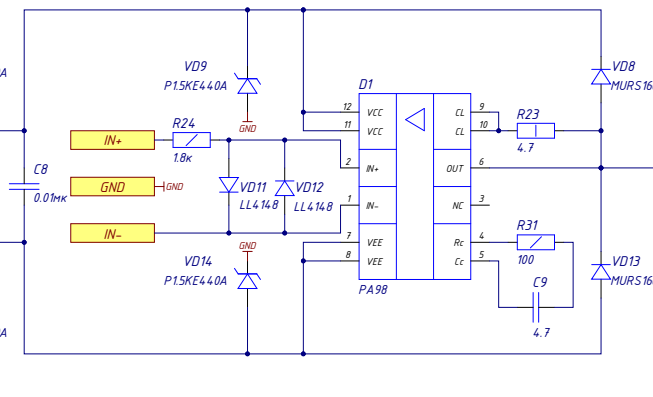 VD9
P1.5KE440A
VD8
MURS16
D1
GND
12 VCC CL 9
11 VCC CL 10
R23
4.7
R24
1.8к
IN+
2 IN+ OUT 6
C8
0.01мк
GND
GND
VD11
LL4148
VD12
LL4148
1 IN- NC 3
IN-
7 VEE Rc 4
8 VEE Cc 5
R31
100
GND
VD14
P1.5KE440A
VD13
MURS16
C9
4.7
PA98